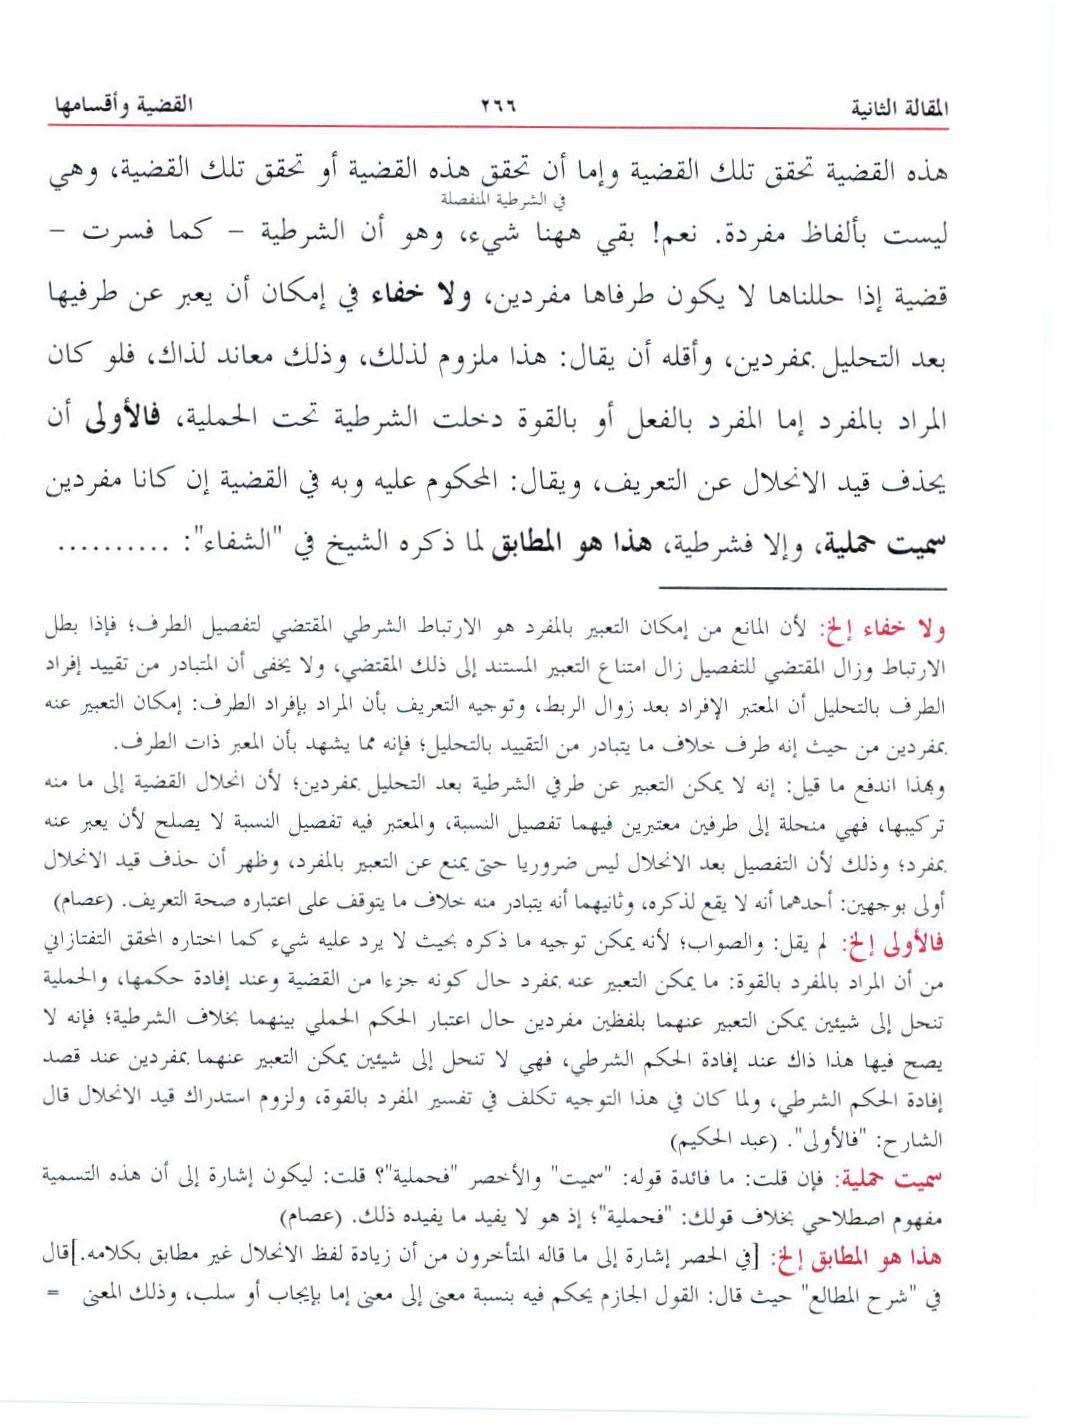 المقالة الثانية ٢٦٦ القضية وأقسامها
هذه القضية تحقق تلك القضية وإما أن تحقق هذه القضية أو تحقق تلك القضية، وهي
في الشرطية المنفصلة
ليست بألفاظ مفردة. نعم! بقي ههنا شيء، وهو أن الشرطية – كما فسرت –
قضية إذا حللناها لا يكون طرفاها مفردين، ولا خفاء في إمكان أن يعبر عن طرفيها
بعد التحليل بمفردين، وأقله أن يقال: هذا ملزوم لذلك، وذلك معاند لذاك، فلو كان
المراد بالمفرد إما المفرد بالفعل أو بالقوة دخلت الشرطية تحت الحملية، فالأولى أن
يحذف قيد الانحلال عن التعريف، ويقال: المحكوم عليه وبه في القضية إن كانا مفردين
سميت حملية، وإلا فشرطية، هذا هو المطابق لما ذكره الشيخ في "الشفاء": ..........
ولا خفاء إلخ: لأن المانع من إمكان التعبير بالمفرد هو الارتباط الشرطي المقتضي لتفصيل الطرف؛ فإذا بطل
الارتباط وزال المقتضي للتفصيل زال امتناع التعبير المستند إلى ذلك المقتضي، ولا يخفى أن المتبادر من تقييد إفراد
الطرف بالتحليل أن المعتبر الإفراد بعد زوال الربط، وتوجيه التعريف بأن المراد بإفراد الطرف: إمكان التعبير عنه
بمفردين من حيث إنه طرف خلاف ما يتبادر من التقييد بالتحليل؛ فإنه مما يشهد بأن المعبر ذات الطرف.
وبهذا اندفع ما قيل: إنه لا يمكن التعبير عن طرفي الشرطية بعد التحليل بمفردين؛ لأن انحلال القضية إلى ما منه
تركيبها، فهي منحلة إلى طرفين معتبرين فيهما تفصيل النسبة، والمعتبر فيه تفصيل النسبة لا يصلح لأن يعبر عنه
بمفرد؛ وذلك لأن التفصيل بعد الانحلال ليس ضروريا حتى يمنع عن التعبير بالمفرد، وظهر أن حذف قيد الانحلال
أولى بوجهين: أحدهما أنه لا يقع لذكره، وثانيهما أنه يتبادر منه خلاف ما يتوقف على اعتباره صحة التعريف. (عصام)
فالأولى إلخ: لم يقل: والصواب؛ لأنه يمكن توجيه ما ذكره بحيث لا يرد عليه شيء كما اختاره المحقق التفتازاني
من أن المراد بالمفرد بالقوة: ما يمكن التعبير عنه بمفرد حال كونه جزءا من القضية وعند إفادة حكمها، والحملية
تنحل إلى شيئين يمكن التعبير عنهما بلفظين مفردين حال اعتبار الحكم الحملي بينهما بخلاف الشرطية؛ فإنه لا
يصح فيها هذا ذاك عند إفادة الحكم الشرطي، فهي لا تنحل إلى شيئين يمكن التعبير عنهما بمفردين عند قصد
إفادة الحكم الشرطي، ولما كان في هذا التوجيه تكلف في تفسير المفرد بالقوة، ولزوم استدراك قيد الانحلال قال
الشارح: "فالأولى". (عبد الحكيم)
سميت حملية: فإن قلت: ما فائدة قوله: "سميت" والأخصر "فحملية"؟ قلت: ليكون إشارة إلى أن هذه التسمية
مفهوم اصطلاحي بخلاف قولك: "فحملية"؛ إذ هو لا يفيد ما يفيده ذلك. (عصام)
هذا هو المطابق إلخ: [في الحصر إشارة إلى ما قاله المتأخرون من أن زيادة لفظ الانحلال غير مطابق بكلامه.] قال
في "شرح المطالع" حيث قال: القول الجازم يحكم فيه بنسبة معنى إلى معنى إما بإيجاب أو سلب، وذلك المعنى =